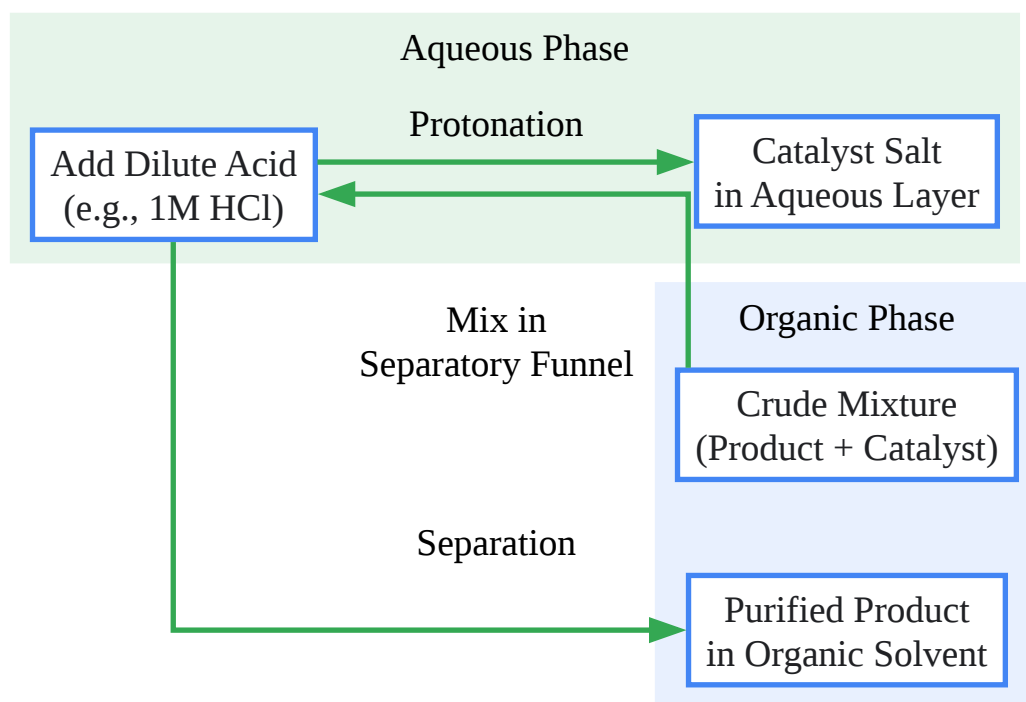 Aqueous Phase
Protonation
Add Dilute Acid
(e.g., 1M HCl)
Catalyst Salt
in Aqueous Layer
Mix in
Separatory Funnel
Organic Phase
Crude Mixture
(Product + Catalyst)
Separation
Purified Product
in Organic Solvent